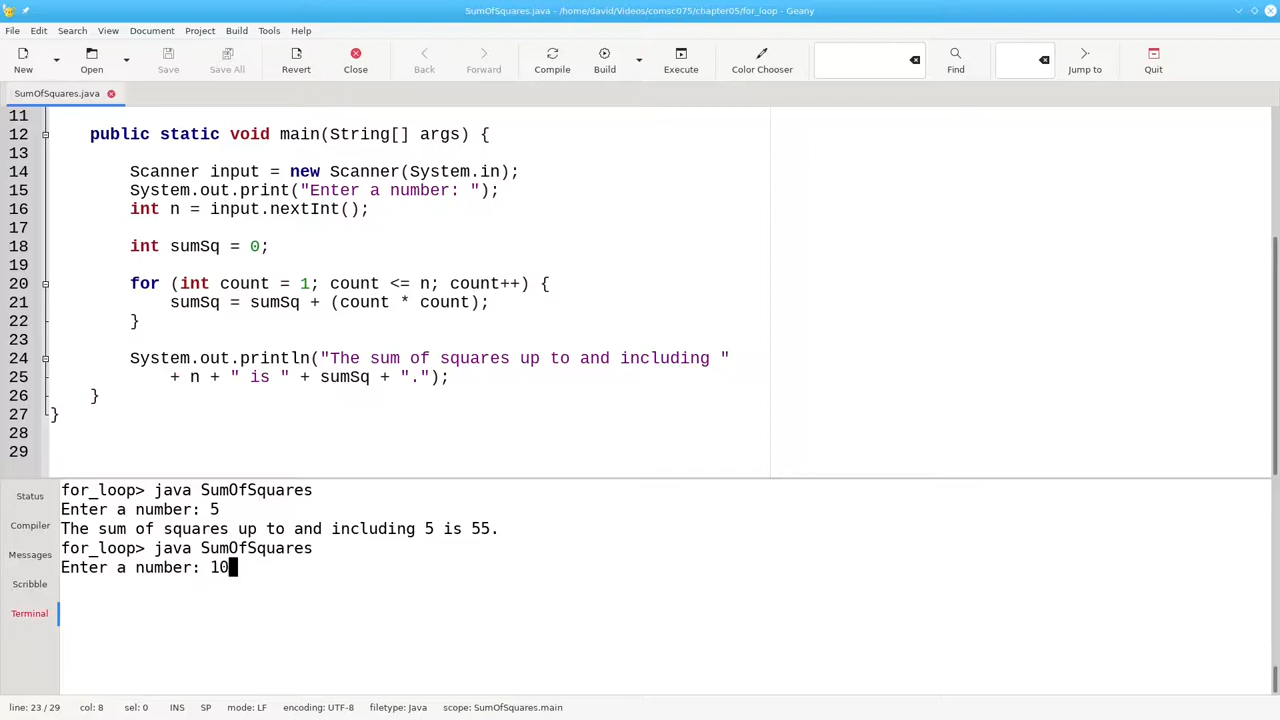 SumOfSquares.java - /home/david/Videos/comsc075/chapter05/for_loop - Geany
File Edit Search View Document Project Build Tools Help
New Open Save Save All Revert Close Back Forward Compile Build Execute Color Chooser Find Jump to Quit
SumOfSquares.java
11
12 public static void main(String[] args) {
13
14 Scanner input = new Scanner(System.in);
15 System.out.print("Enter a number: ");
16 int n = input.nextInt();
17
18 int sumSq = 0;
19
20 for (int count = 1; count <= n; count++) {
21 sumSq = sumSq + (count * count);
22 }
23
24 System.out.println("The sum of squares up to and including "
25 + n + " is " + sumSq + ".");
26 }
27 }
28
29
Status
Compiler
Messages
Scribble
Terminal
for_loop> java SumOfSquares
Enter a number: 5
The sum of squares up to and including 5 is 55.
for_loop> java SumOfSquares
Enter a number: 10
line: 23 / 29 col: 8 sel: 0 INS SP mode: LF encoding: UTF-8 filetype: Java scope: SumOfSquares.main